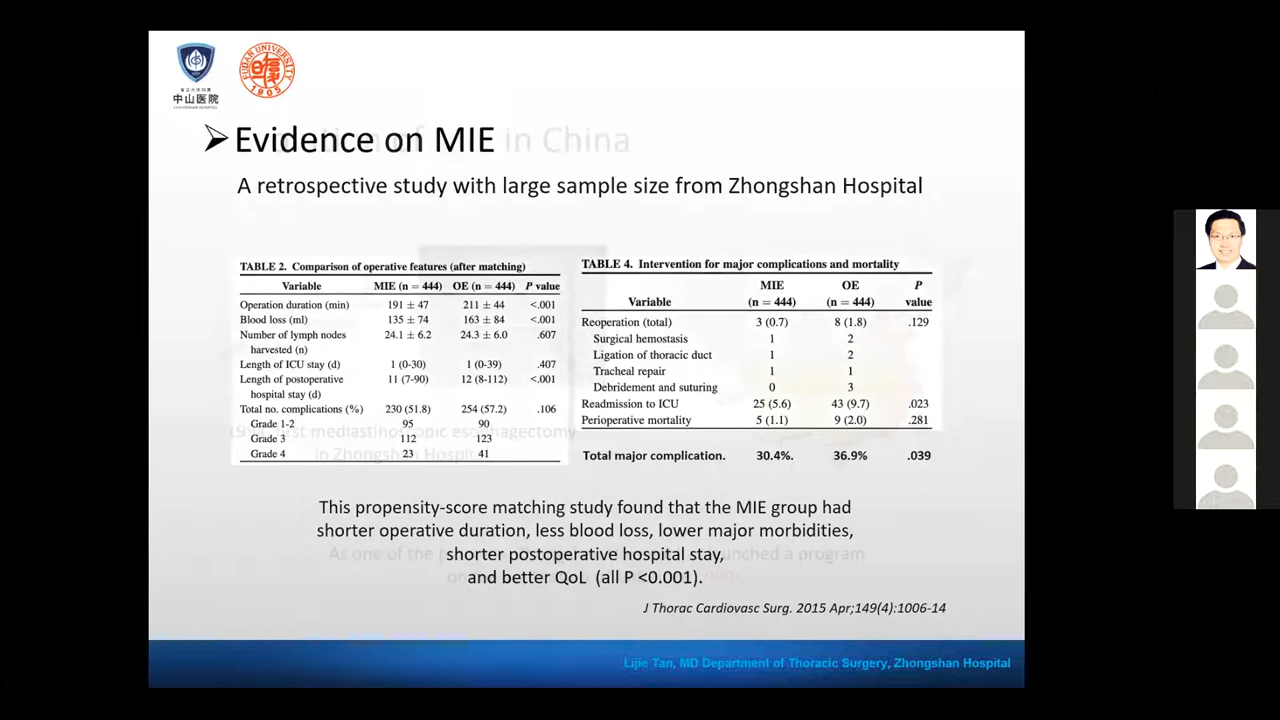 中山医院
FUDAN UNIVERSITY
1905
➢Evidence on MIE in China
A retrospective study with large sample size from Zhongshan Hospital
TABLE 2. Comparison of operative features (after matching)
Variable MIE (n = 444) OE (n = 444) P value
Operation duration (min) 191 ± 47 211 ± 44 <.001
Blood loss (ml) 135 ± 74 163 ± 84 <.001
Number of lymph nodes 24.1 ± 6.2 24.3 ± 6.0 .607
harvested (n)
Length of ICU stay (d) 1 (0-30) 1 (0-39) .407
Length of postoperative 11 (7-90) 12 (8-112) <.001
hospital stay (d)
Total no. complications (%) 230 (51.8) 254 (57.2) .106
Grade 1-2 95 90
Grade 3 112 123
Grade 4 23 41
first mediastinoscopic esophagectomy
in Zhongshan Hospital
TABLE 4. Intervention for major complications and mortality
MIE OE P
Variable (n = 444) (n = 444) value
Reoperation (total) 3 (0.7) 8 (1.8) .129
Surgical hemostasis 1 2
Ligation of thoracic duct 1 2
Tracheal repair 1 1
Debridement and suturing 0 3
Readmission to ICU 25 (5.6) 43 (9.7) .023
Perioperative mortality 5 (1.1) 9 (2.0) .281
Total major complication. 30.4%. 36.9% .039
This propensity-score matching study found that the MIE group had
shorter operative duration, less blood loss, lower major morbidities,
shorter postoperative hospital stay,
As one of the launched a program
and better QoL (all P <0.001).
J Thorac Cardiovasc Surg. 2015 Apr;149(4):1006-14
Lijie Tan, MD Department of Thoracic Surgery, Zhongshan Hospital